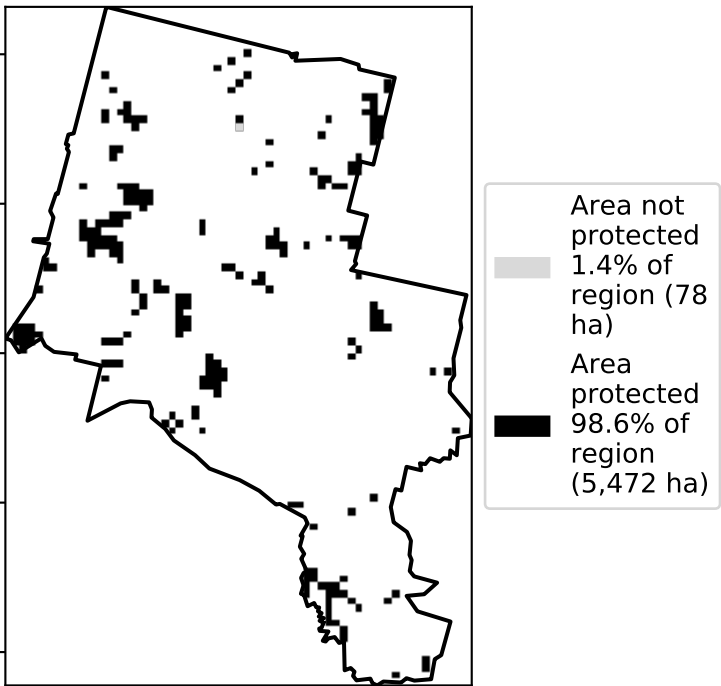 Area not
protected
1.4% of
region (78
ha)
Area
protected
98.6% of
region
(5,472 ha)